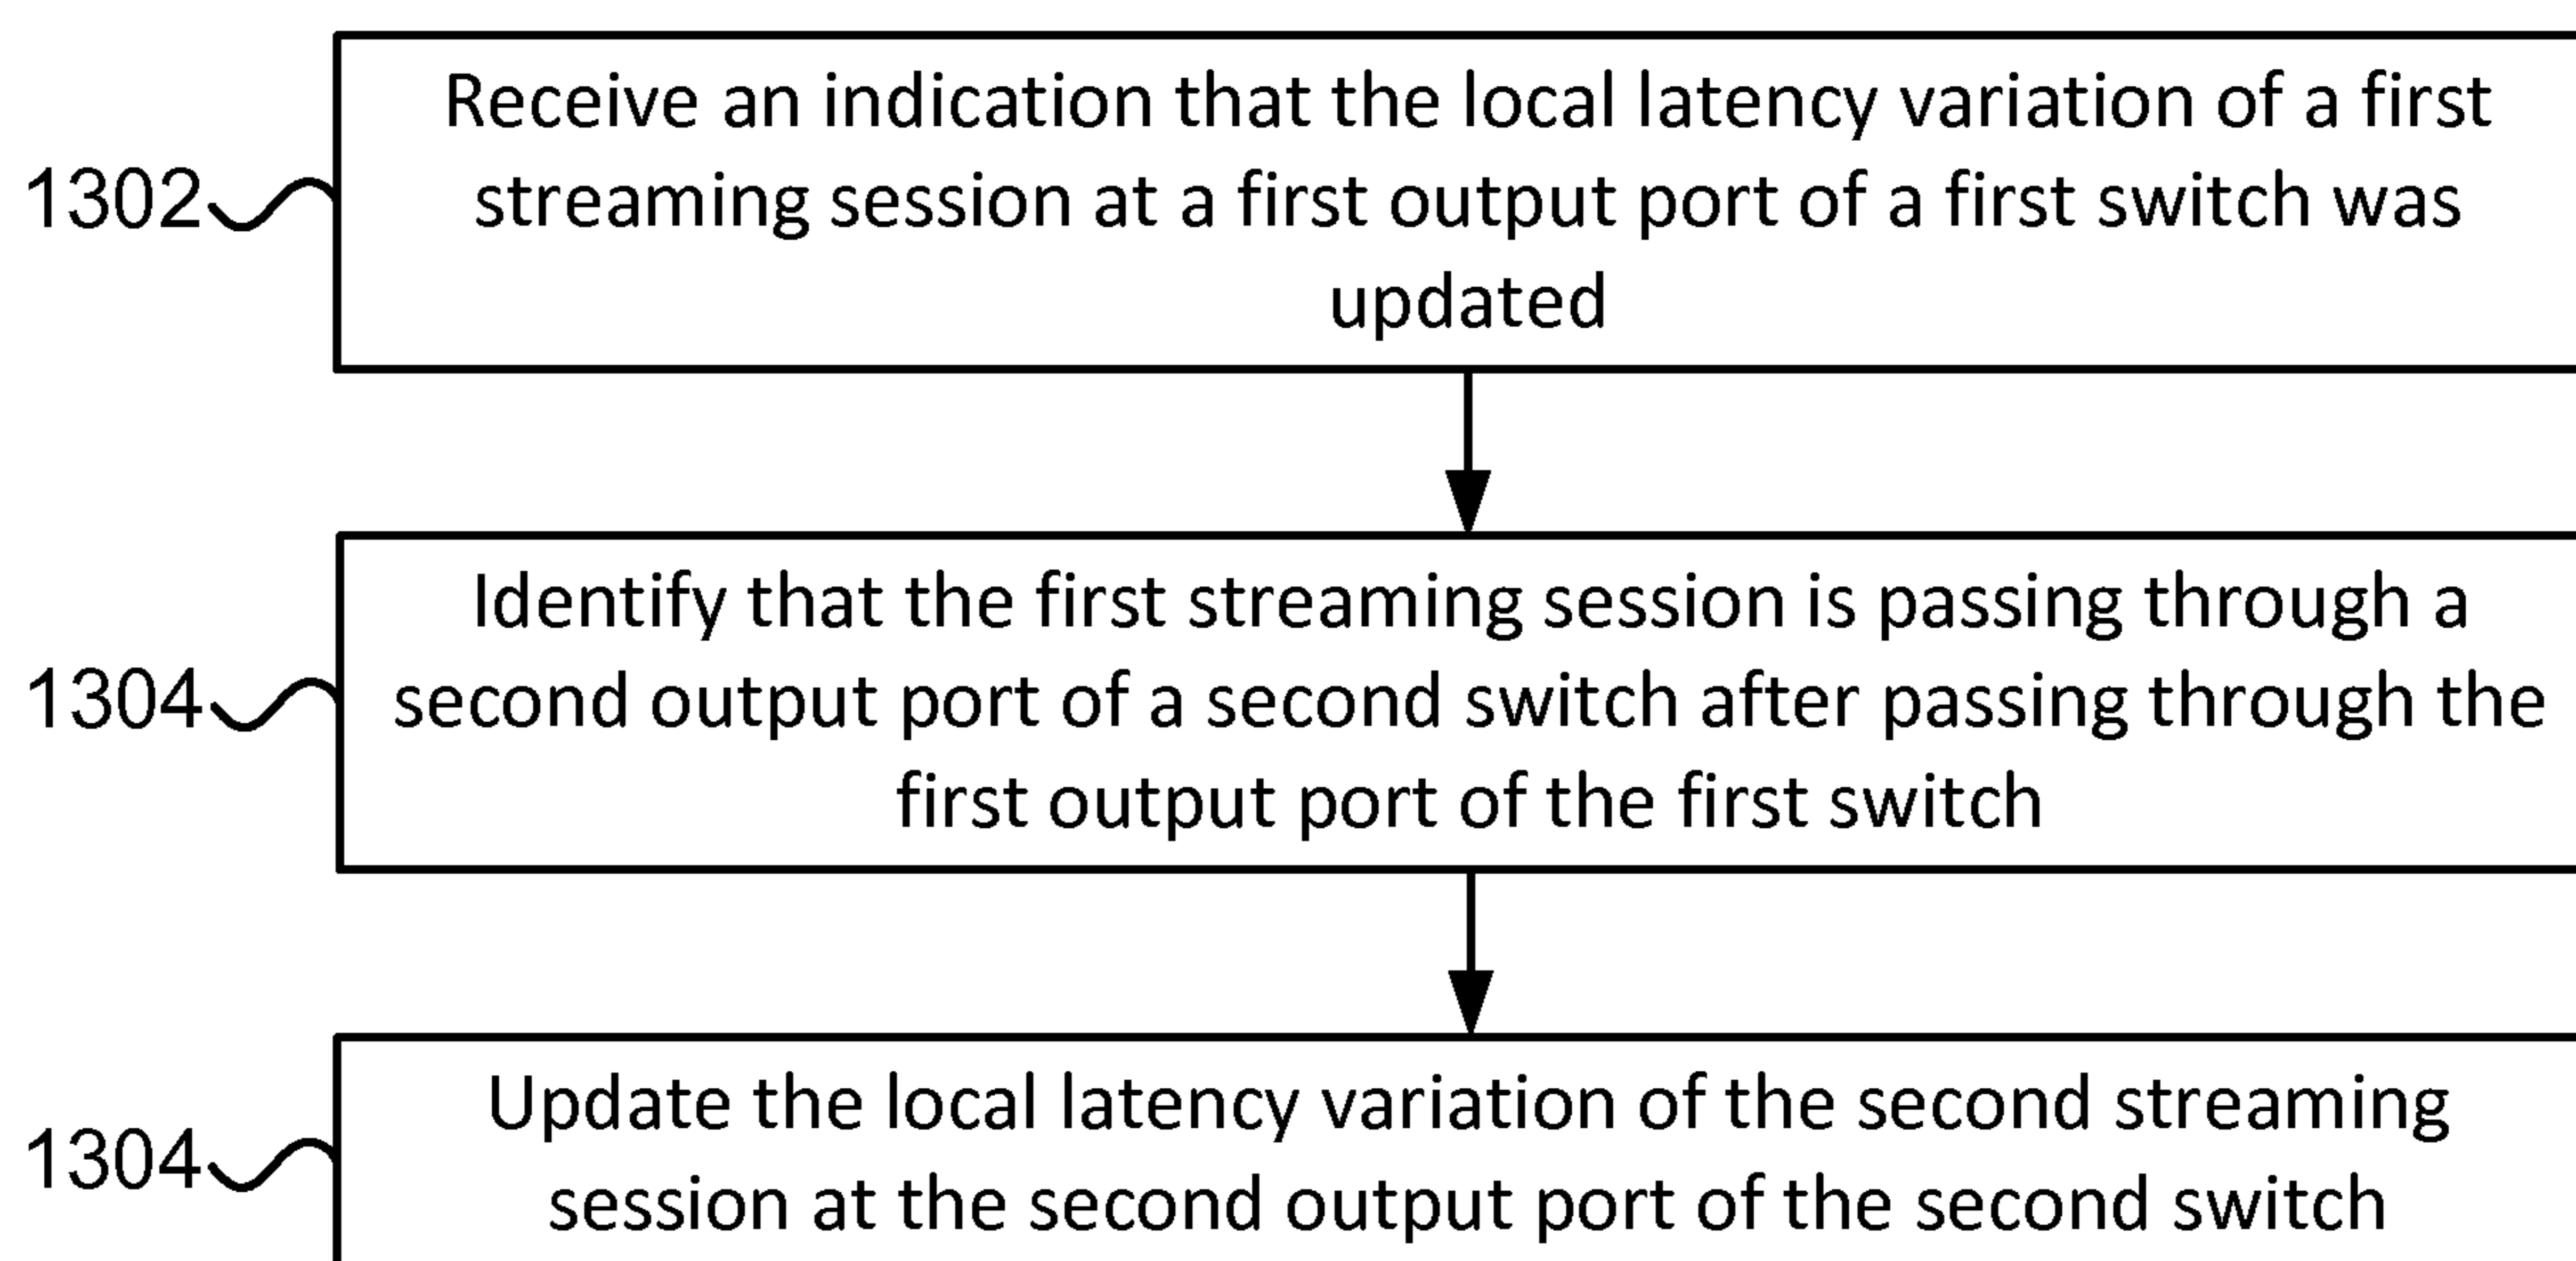 Receive an indication that the local latency variation of a first
1302
streaming session at a first output port of a first switch was
updated
Identify that the first streaming session is passing through a
1304
second output port of a second switch after passing through the
first output port of the first switch
Update the local latency variation of the second streaming
1304
session at the second output port of the second switch